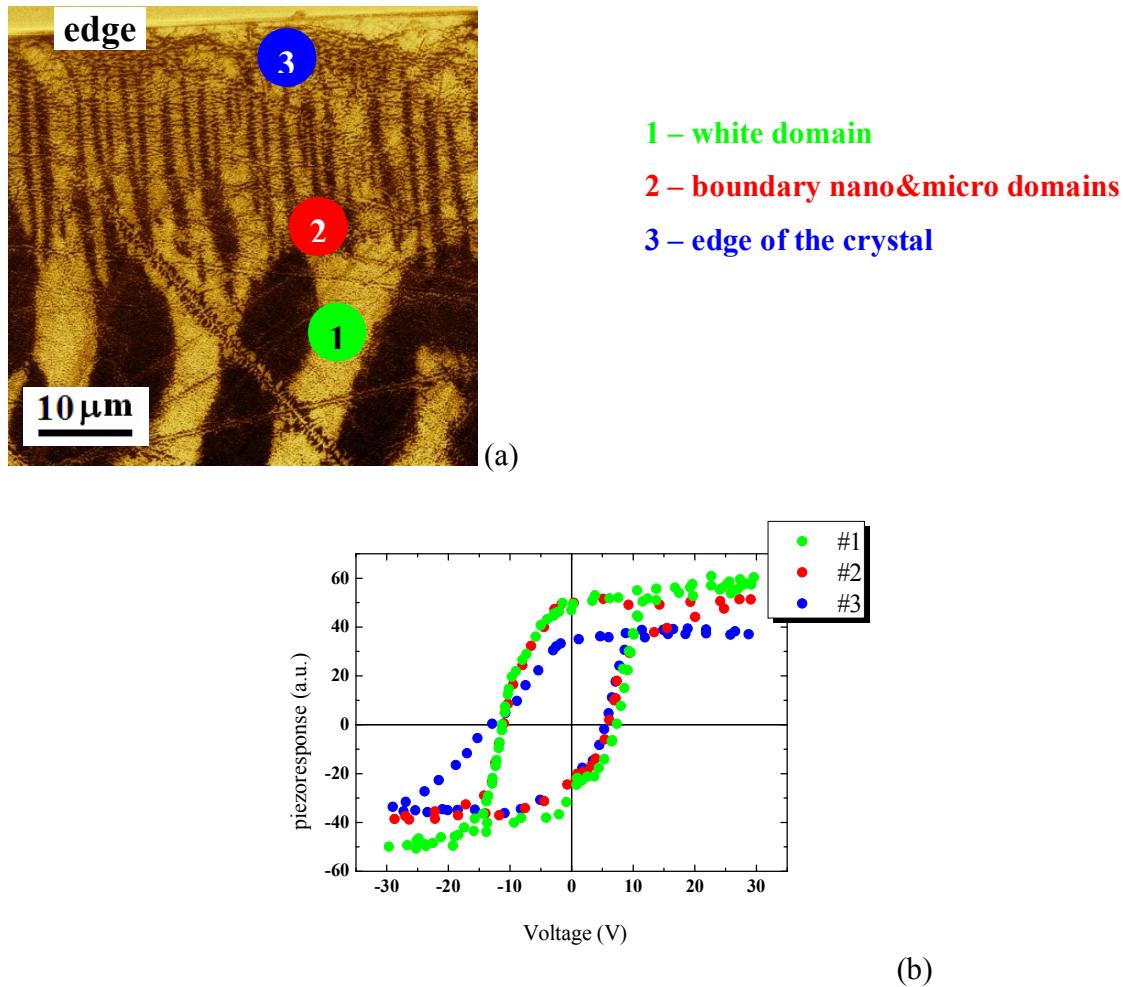 edge
3
1 – white domain
2 – boundary nano&micro domains
3 – edge of the crystal
2
1
10 μm
(a)
#1
#2
#3
60
40
20
0
-20
-40
-60
piezoresponse (a.u.)
-30 -20 -10 0 10 20 30
Voltage (V)
(b)